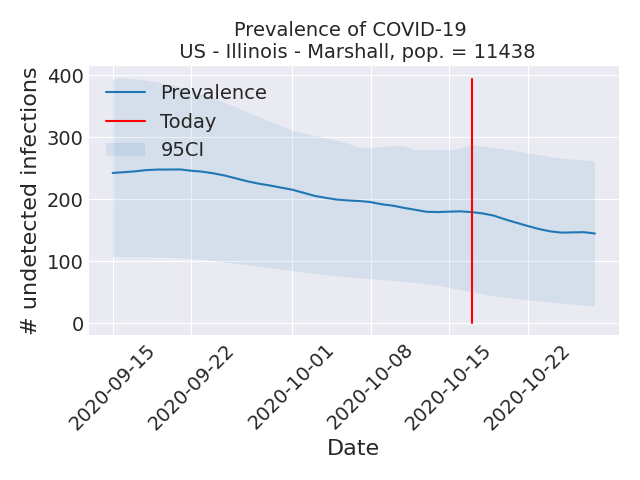 Prevalence of COVID-19
US - Illinois - Marshall, pop. = 11438
# undetected infections
400
300
200
100
0
Prevalence
Today
95CI
2020-09-15
2020-09-22
2020-10-01
2020-10-08
2020-10-15
2020-10-22
Date